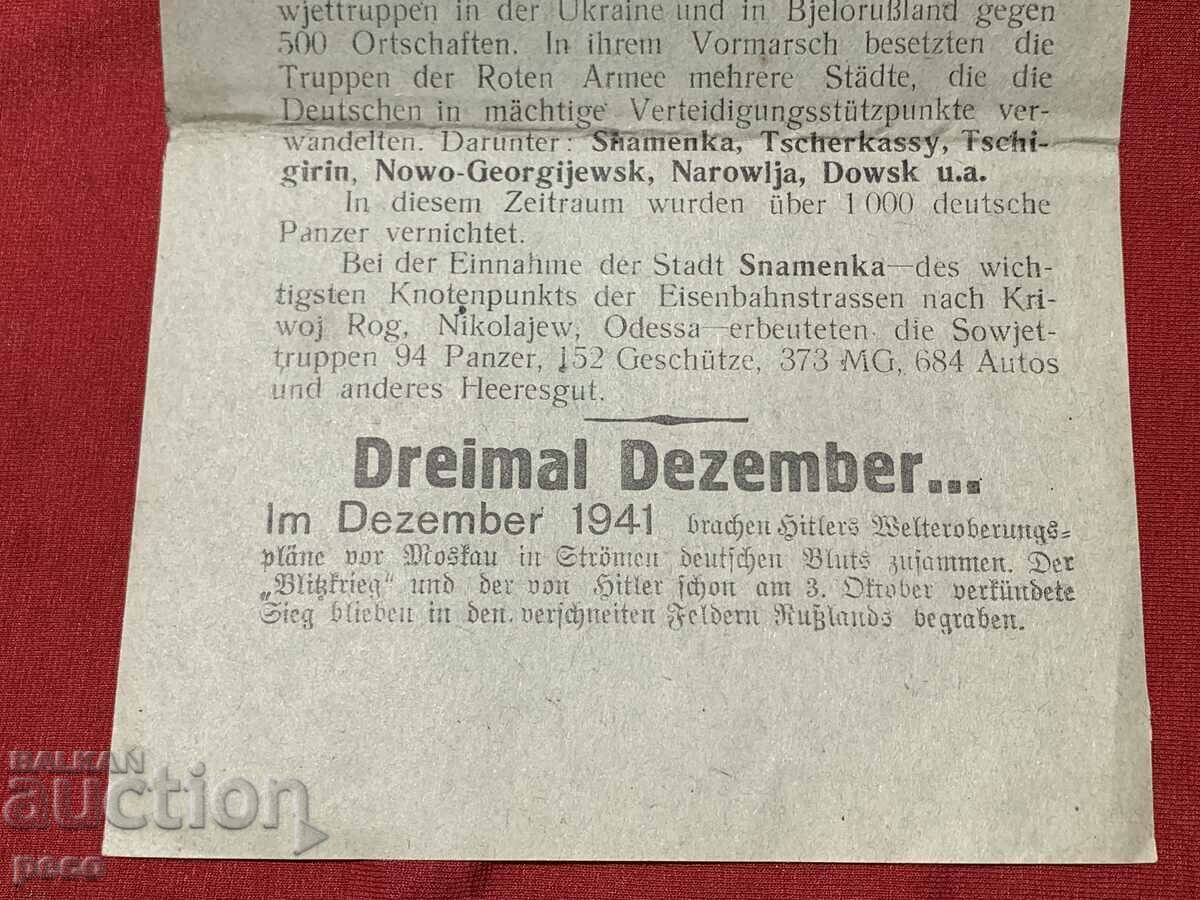 wjettruppen in der Ukraine und in Bjelorußland gegen
500 Ortschaften. In ihrem Vormarsch besetzten die
Truppen der Roten Armee mehrere Städte, die die
Deutschen in mächtige Verteidigungsstützpunkte ver-
wandelten. Darunter: Snamenka, Tscherkassy, Tschi-
girin, Nowo-Georgijewsk, Narowlja, Dowsk u.a.
In diesem Zeitraum wurden über 1 000 deutsche
Panzer vernichtet.
Bei der Einnahme der Stadt Snamenka—des wich-
tigsten Knotenpunkts der Eisenbahnstrassen nach Kri-
woj Rog, Nikolajew, Odessa—erbeuteten die Sowjet-
truppen 94 Panzer, 152 Geschütze, 373 MG, 684 Autos
und anderes Heeresgut.
Dreimal Dezember...
Im Dezember 1941 brachen Hitlers Welteroberungs-
pläne vor Moskau in Strömen deutschen Bluts zusammen. Der
„Blitzkrieg" und der von Hitler schon am 3. Oktober verkündete
Sieg blieben in den verschneiten Feldern Rußlands begraben.
BALKAN
auction
peco